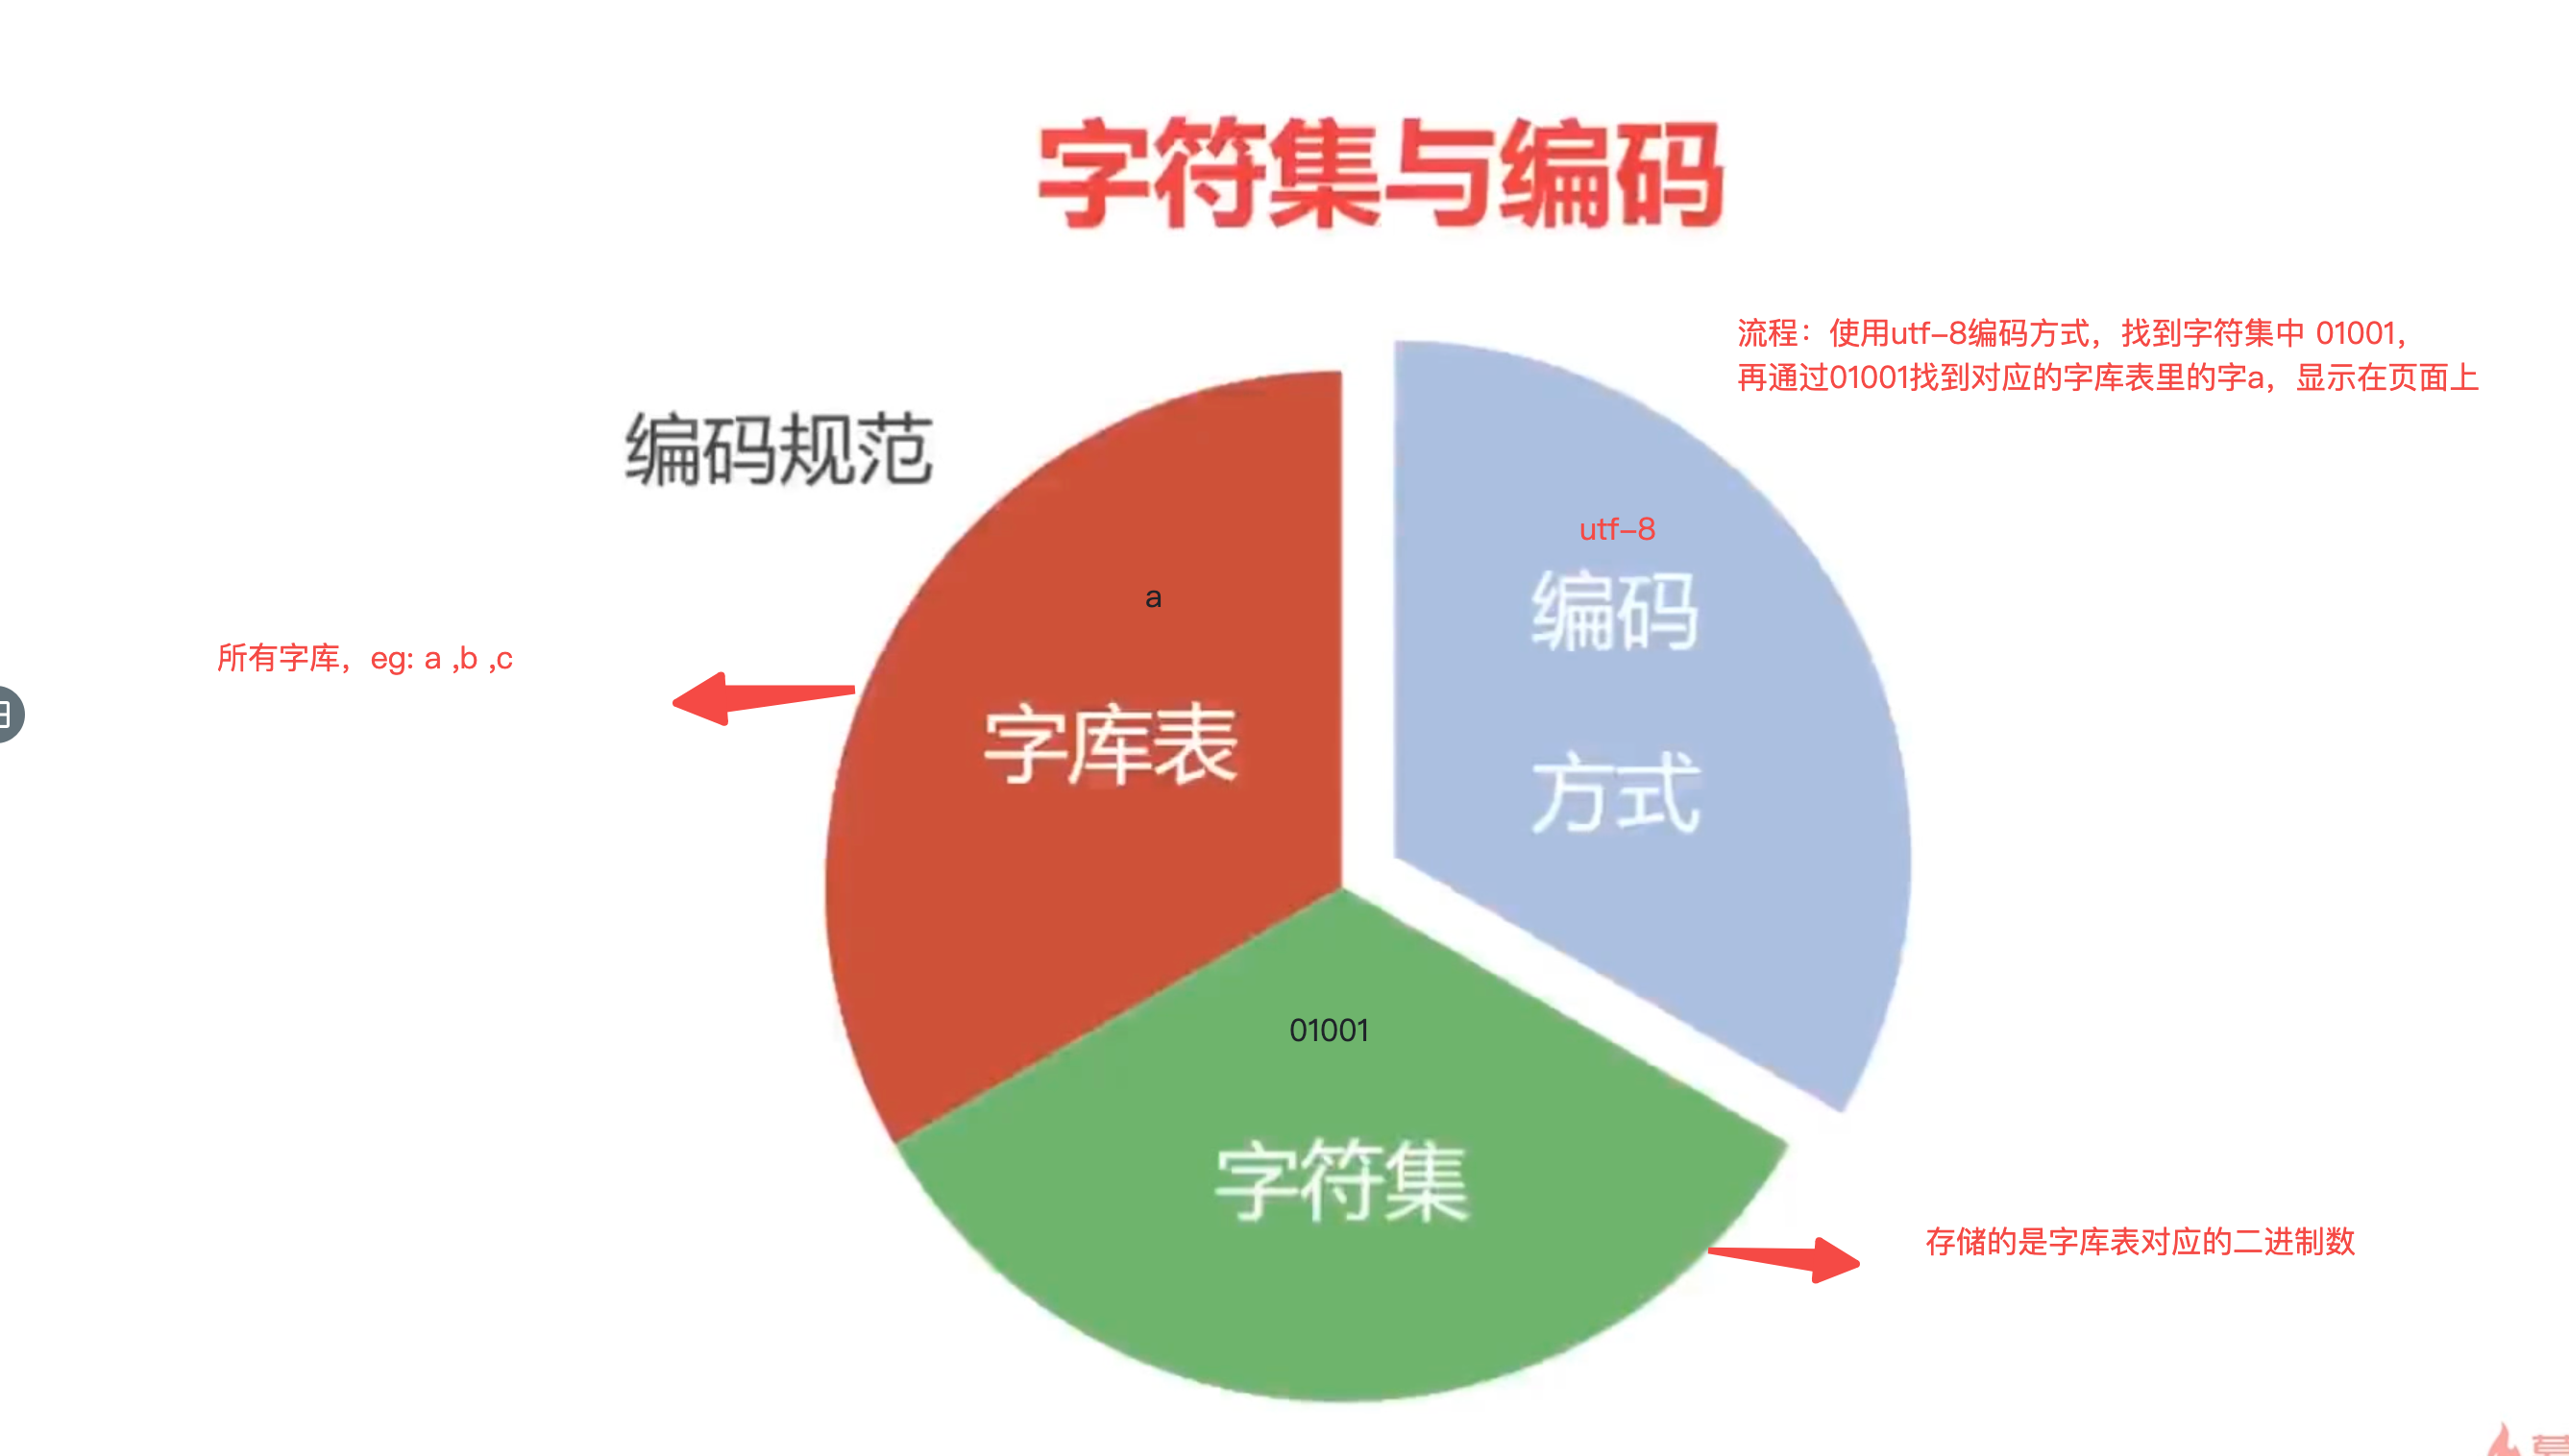 字符集与编码
流程：使用utf-8编码方式，找到字符集中 01001，
再通过01001找到对应的字库表里的字a，显示在页面上
编码规范
utf-8
编码
方式
a
字库表
所有字库，eg: a ,b ,c
01001
字符集
存储的是字库表对应的二进制数